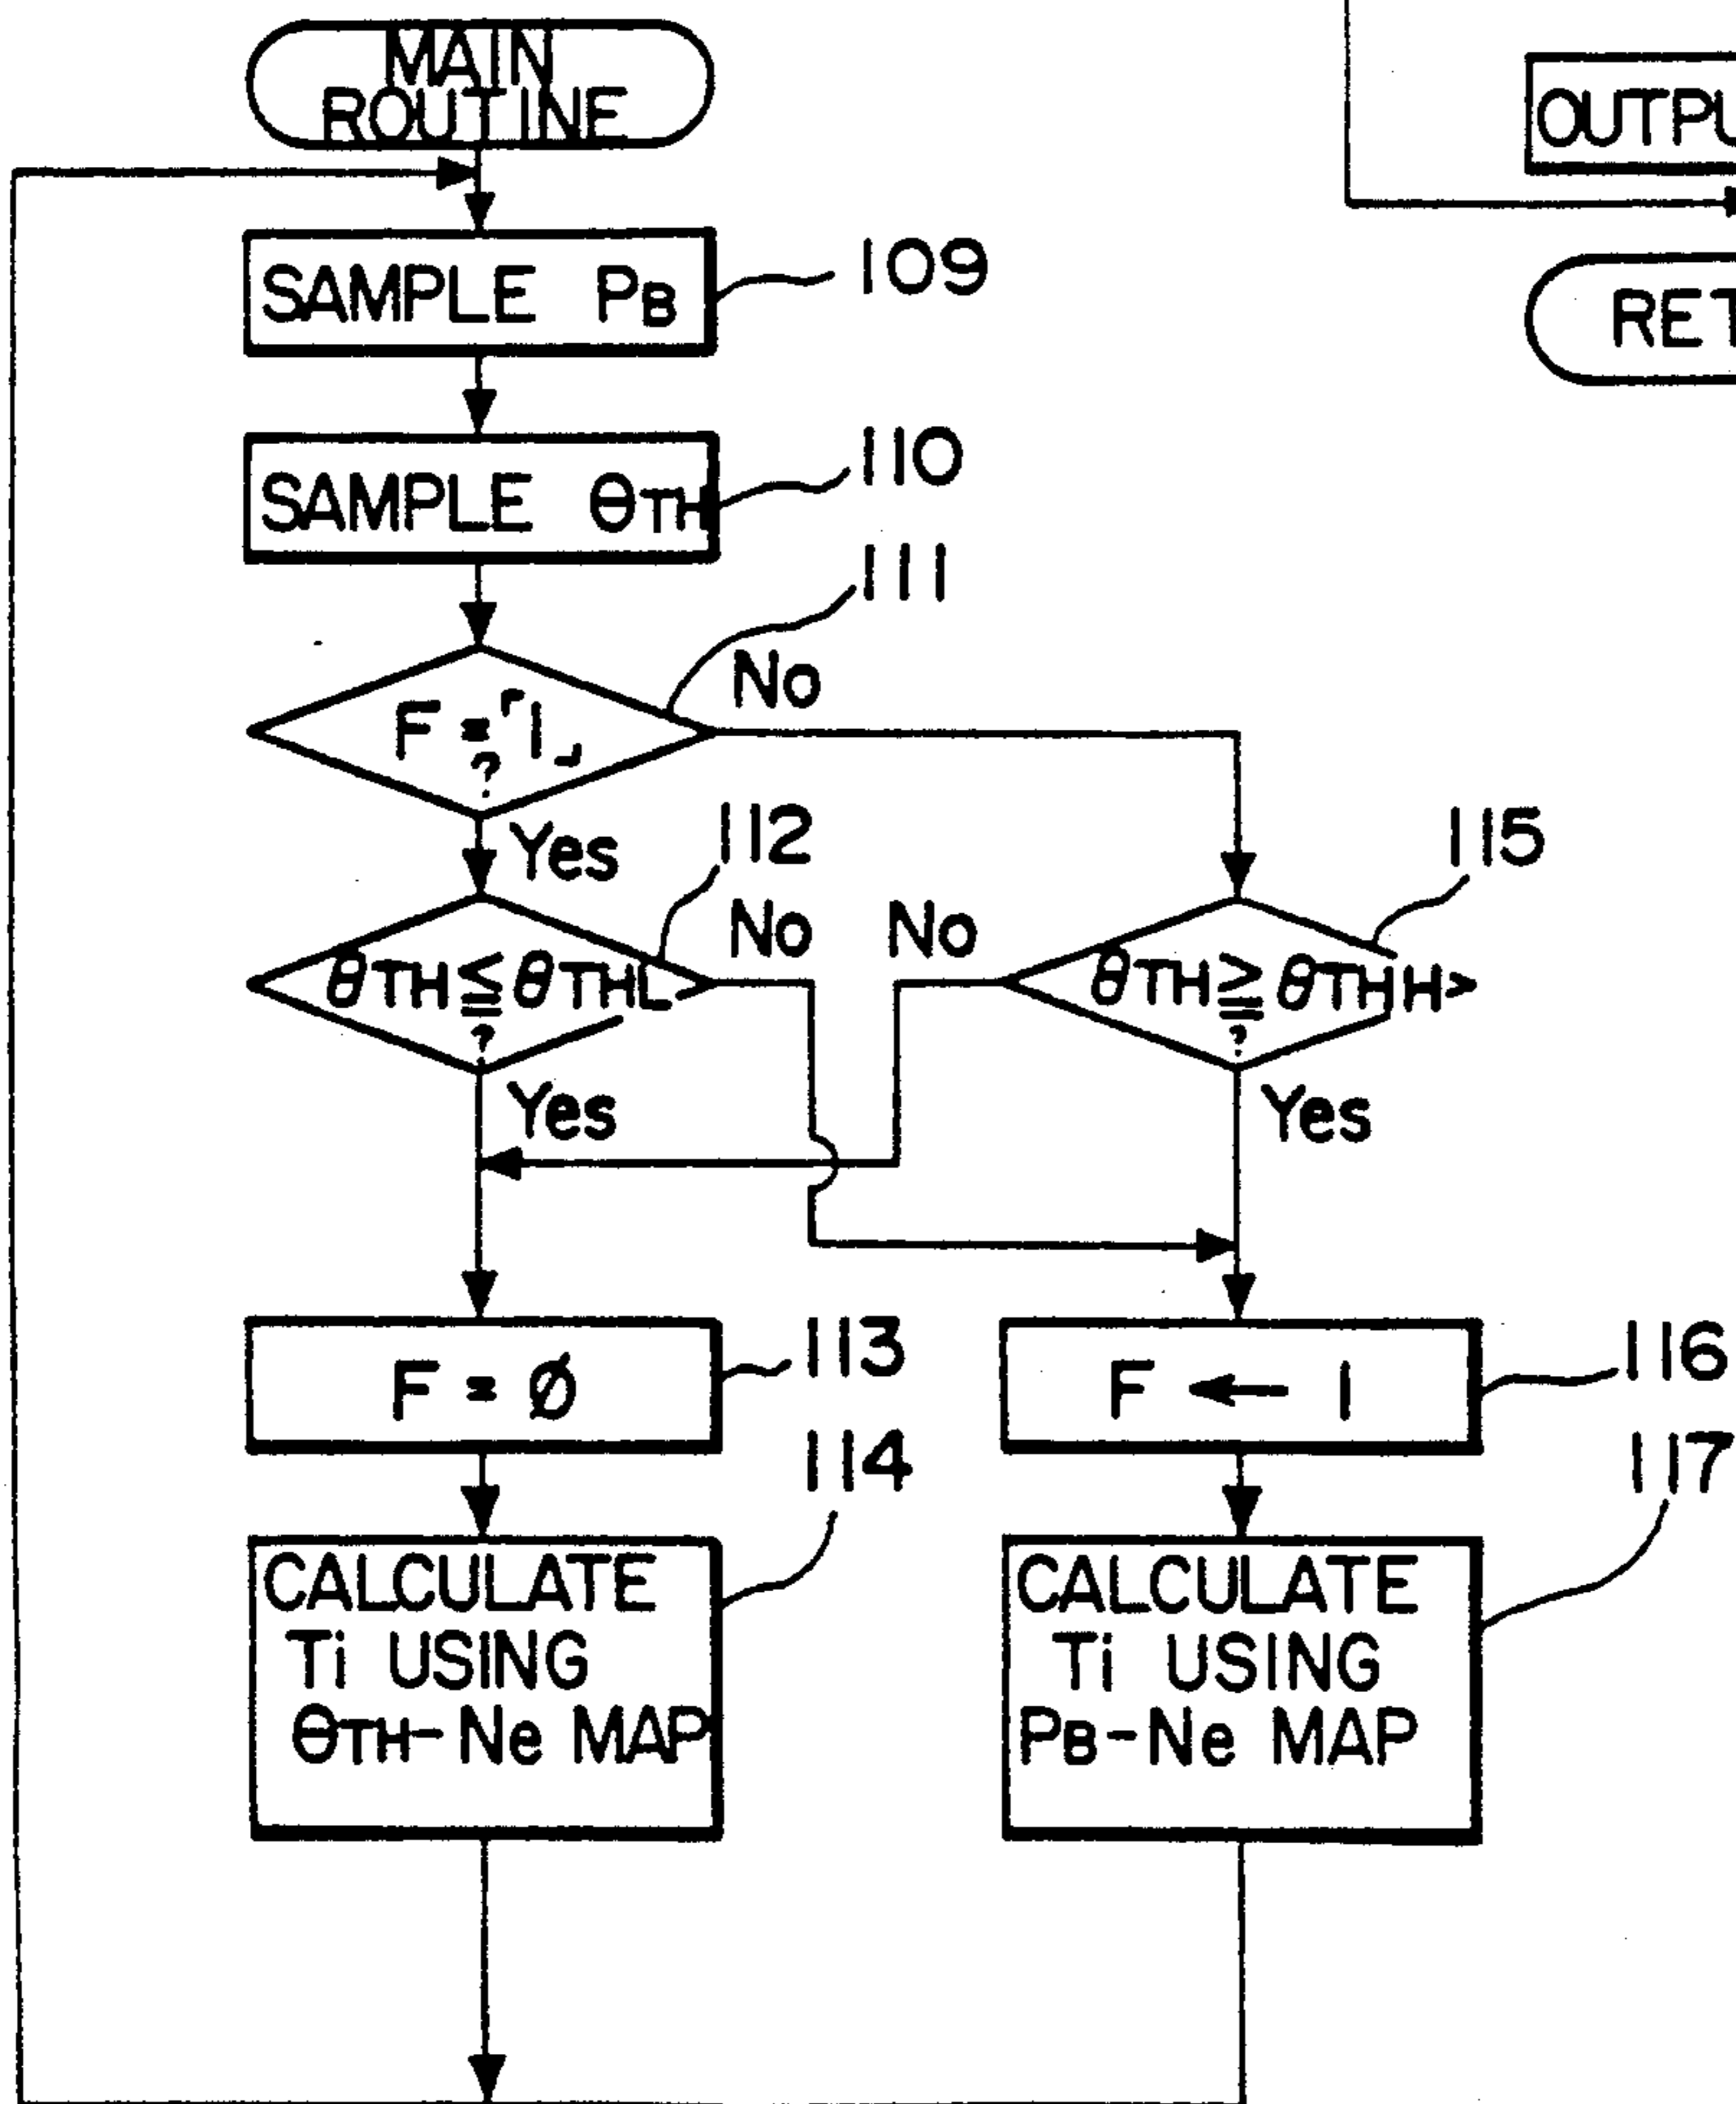 MAIN
ROUTINE
SAMPLE PB
109
SAMPLE θTH
110
111
F =「1」
?
No
Yes
112
θTH≦θTHL
?
No
Yes
115
θTH≧θTHH
?
No
Yes
F = Ø
113
F ← 1
116
CALCULATE
Ti USING
θTH-Ne MAP
114
CALCULATE
Ti USING
PB-Ne MAP
117